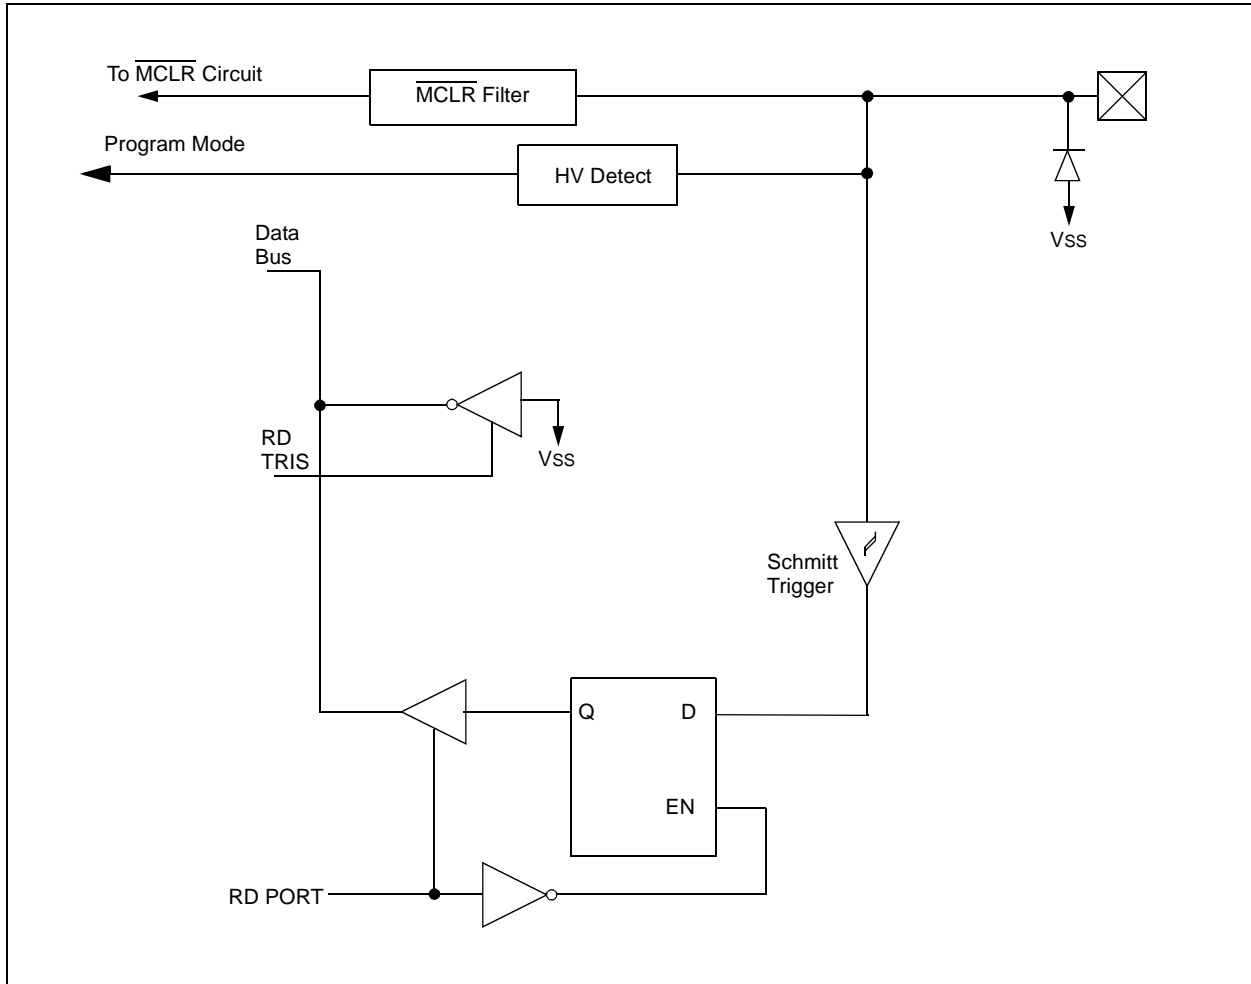 To MCLR Circuit
MCLR Filter
Program Mode
HV Detect
VSS
Data
Bus
RD
TRIS
VSS
Schmitt
Trigger
Q
D
EN
RD PORT